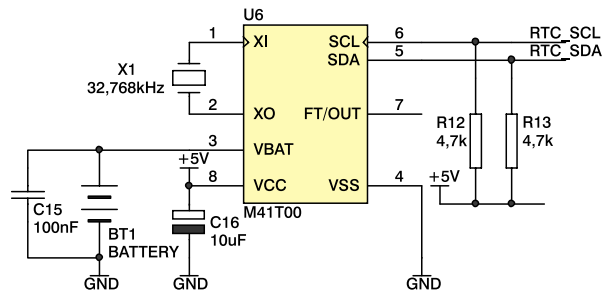 U6
1 XI SCL 6 RTC_SCL
SDA 5 RTC_SDA
X1
32,768kHz
2 XO FT/OUT 7
R12 R13
4,7k 4,7k
3 VBAT
+5V
8 VCC VSS 4 +5V
M41T00
C15
100nF
C16
10uF
BT1
BATTERY
GND GND GND